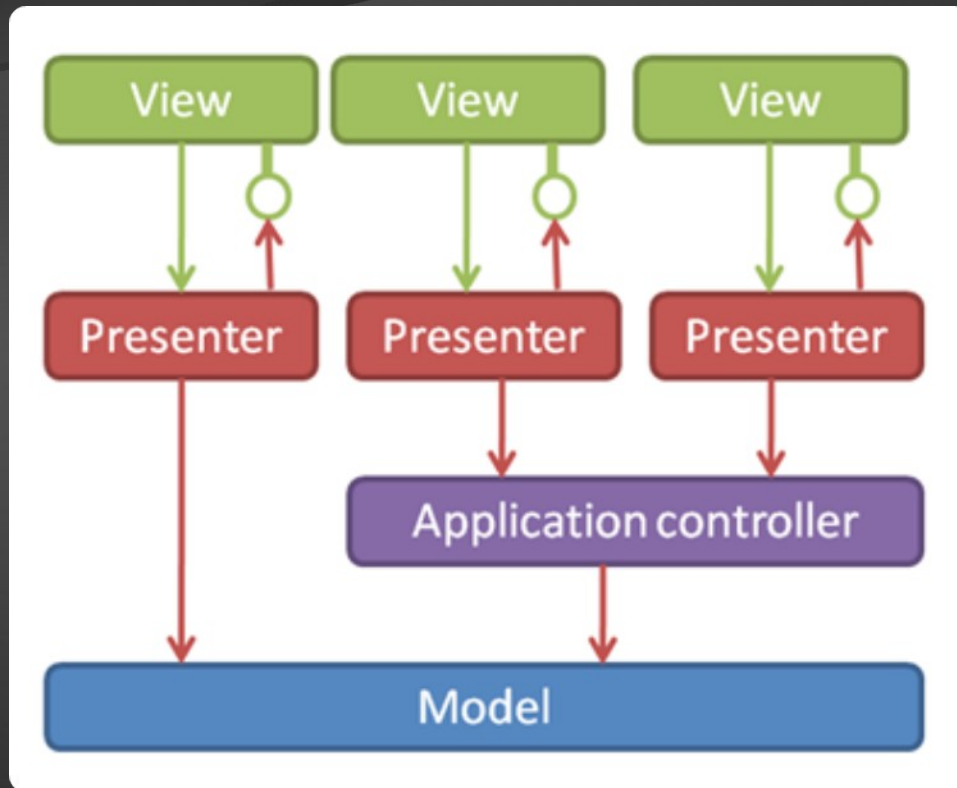 View
View
View
Presenter
Presenter
Presenter
Application controller
Model